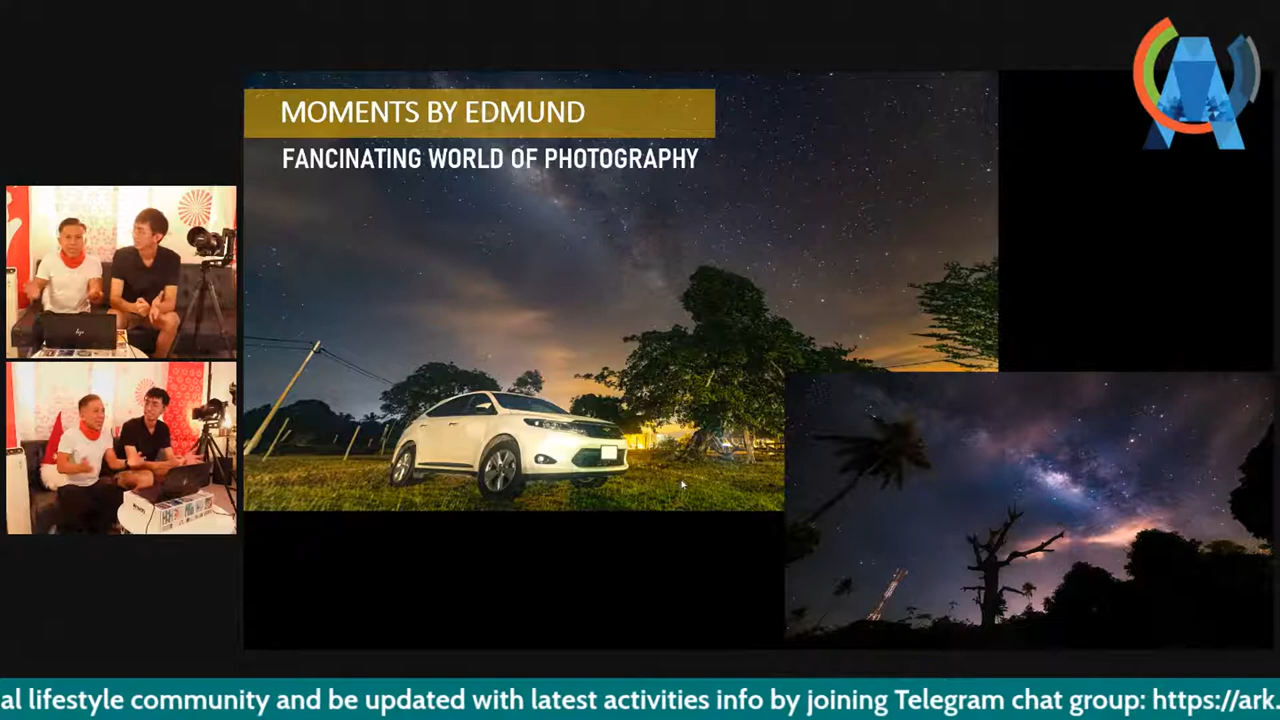 MOMENTS BY EDMUND
FANCINATING WORLD OF PHOTOGRAPHY
al lifestyle community and be updated with latest activities info by joining Telegram chat group: https://ark.